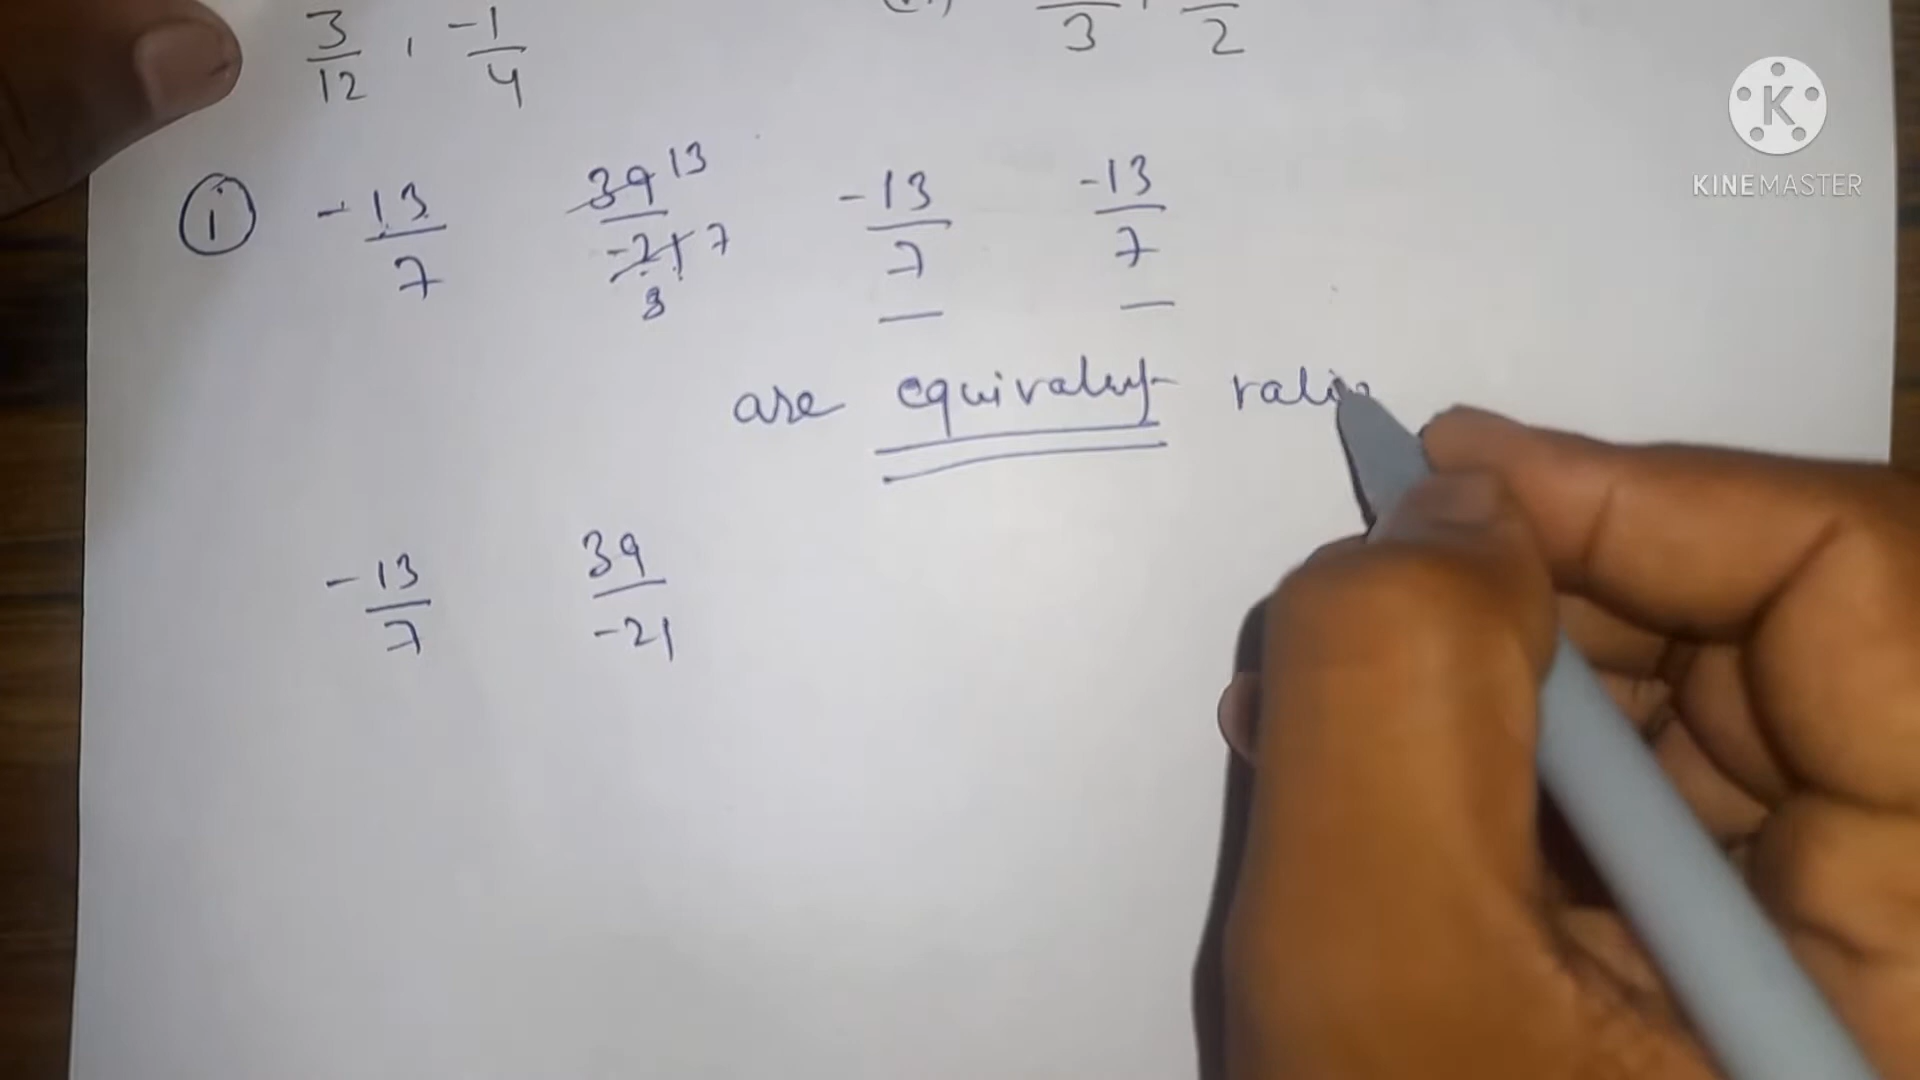 3/12 , -1/4
3 , 2
i -13/7 39/-21 13 7 3 -13/7 -13/7
are equivalent ratio
-13/7 39/-21
KINEMASTER